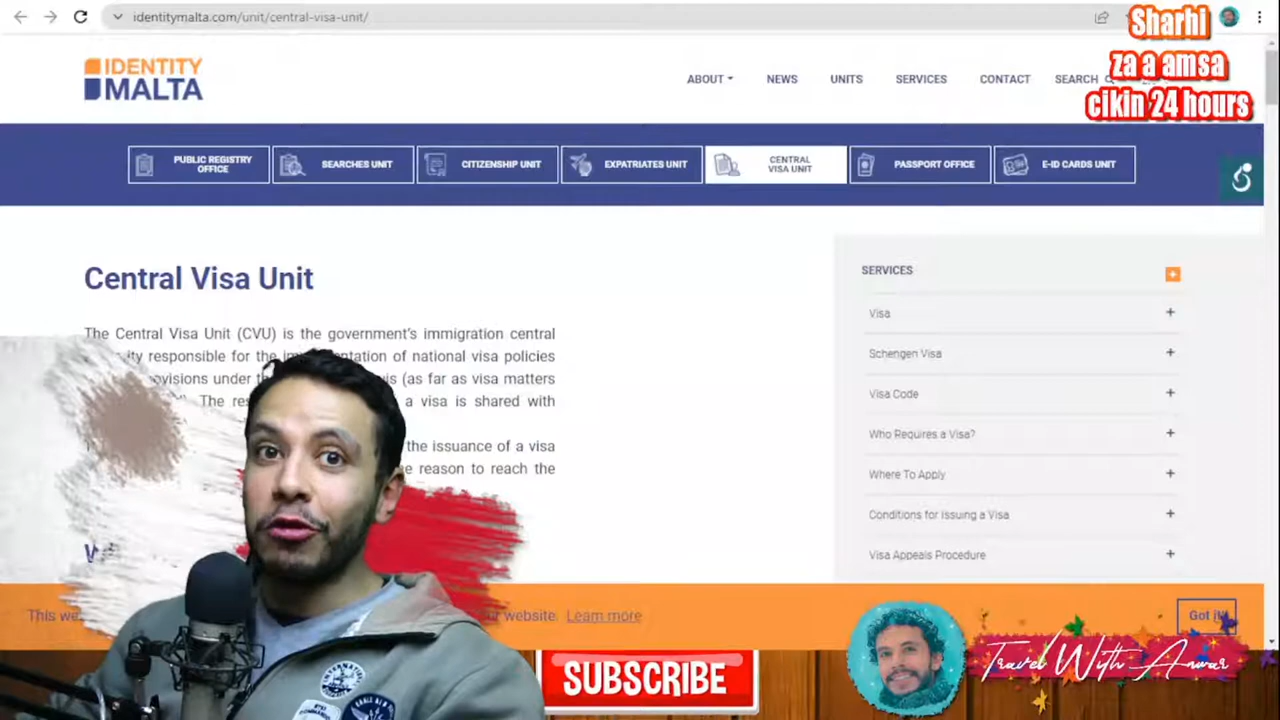 identitymalta.com/unit/central-visa-unit/
Sharhi
za a amsa
cikin 24 hours
IDENTITY
MALTA
ABOUT
NEWS
UNITS
SERVICES
CONTACT
SEARCH
PUBLIC REGISTRY
OFFICE
SEARCHES UNIT
CITIZENSHIP UNIT
EXPATRIATES UNIT
CENTRAL
VISA UNIT
PASSPORT OFFICE
E-ID CARDS UNIT
Central Visa Unit
The Central Visa Unit (CVU) is the government's immigration central
responsible for the national visa policies
under (as far as visa matters
The a visa is shared with
the issuance of a visa
reason to reach the
SERVICES
Visa
Schengen Visa
Visa Code
Who Requires a Visa?
Where To Apply
Conditions for Issuing a Visa
Visa Appeals Procedure
This website. Learn more
Got it!
SUBSCRIBE
Travel With Anwar